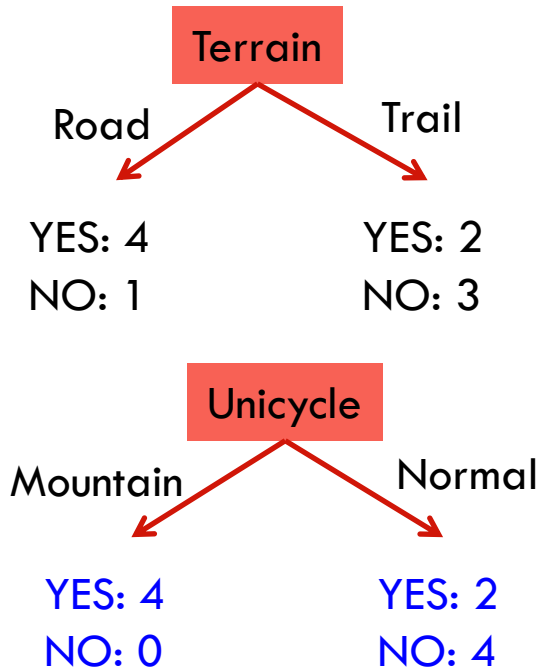 Terrain
Road
Trail
YES: 4
YES: 2
NO: 1
NO: 3
Unicycle
Mountain
Normal
YES: 4
YES: 2
NO: 0
NO: 4